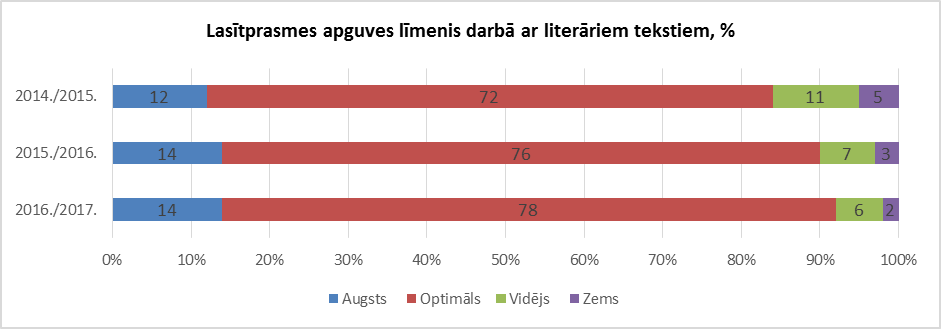 Lasītprasmes apguves līmenis darbā ar literāriem tekstiem, %
2014./2015. 12 72 11 5
2015./2016. 14 76 7 3
2016./2017. 14 78 6 2
0% 10% 20% 30% 40% 50% 60% 70% 80% 90% 100%
Augsts Optimāls Vidējs Zems